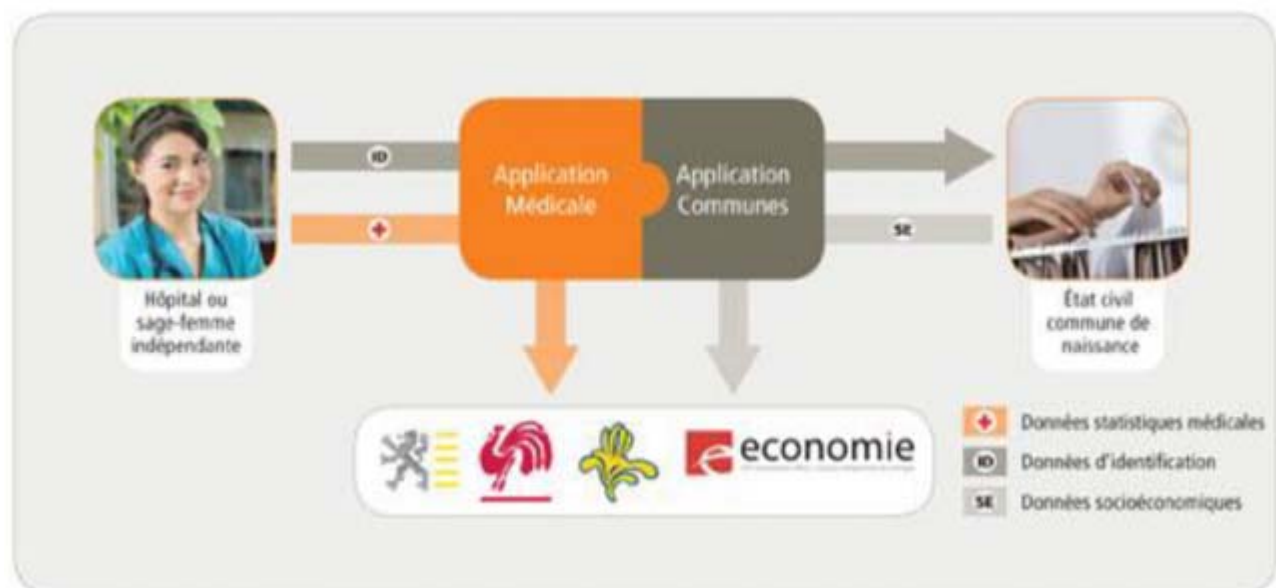 ID
Application
Médicale
Application
Communes
SE
Hôpital ou
sage-femme
indépendante
État civil
commune de
naissance
economie
Données statistiques médicales
ID Données d'identification
SE Données socioéconomiques